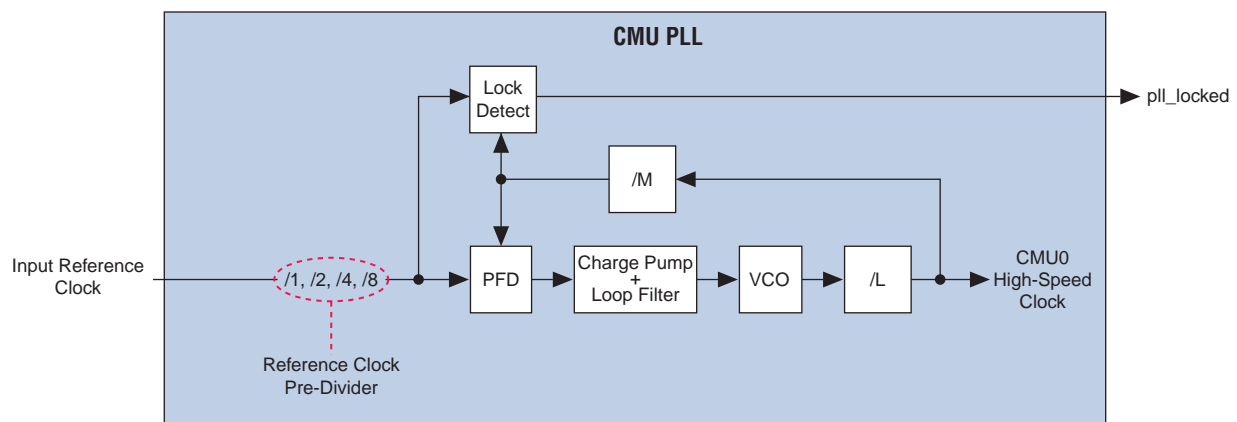 CMU PLL
Lock
Detect
pll_locked
/M
Input Reference
Clock
/1, /2, /4, /8
PFD
Charge Pump
+
Loop Filter
VCO
/L
CMU0
High-Speed
Clock
Reference Clock
Pre-Divider